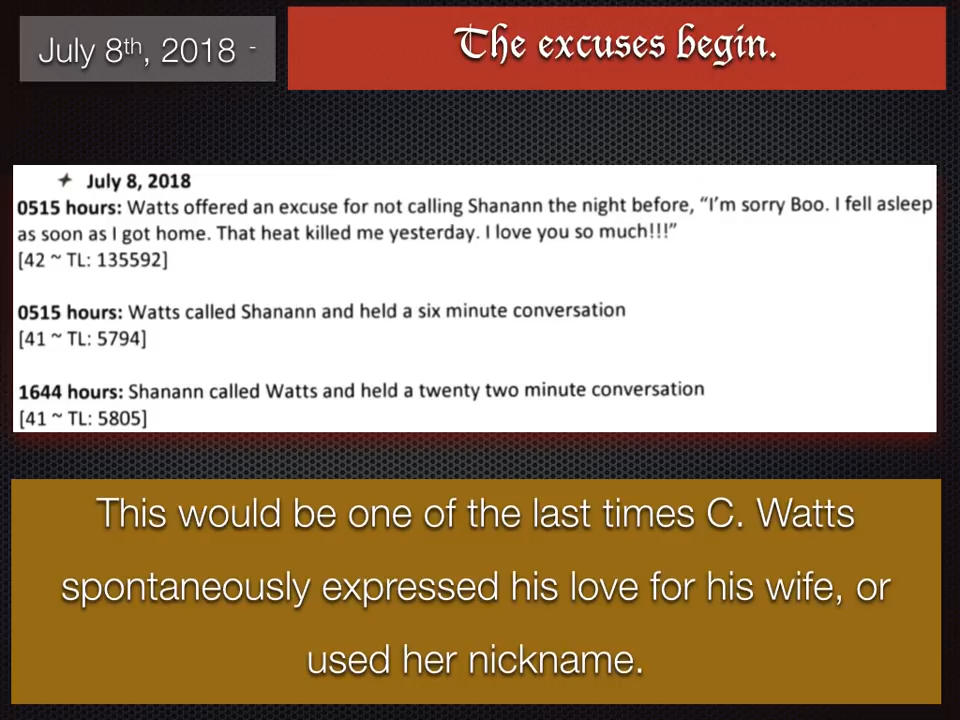 July 8th, 2018 -
The excuses begin.
July 8, 2018
0515 hours: Watts offered an excuse for not calling Shanann the night before, “I’m sorry Boo. I fell asleep
as soon as I got home. That heat killed me yesterday. I love you so much!!!”
[42 ~ TL: 135592]
0515 hours: Watts called Shanann and held a six minute conversation
[41 ~ TL: 5794]
1644 hours: Shanann called Watts and held a twenty two minute conversation
[41 ~ TL: 5805]
This would be one of the last times C. Watts
spontaneously expressed his love for his wife, or
used her nickname.